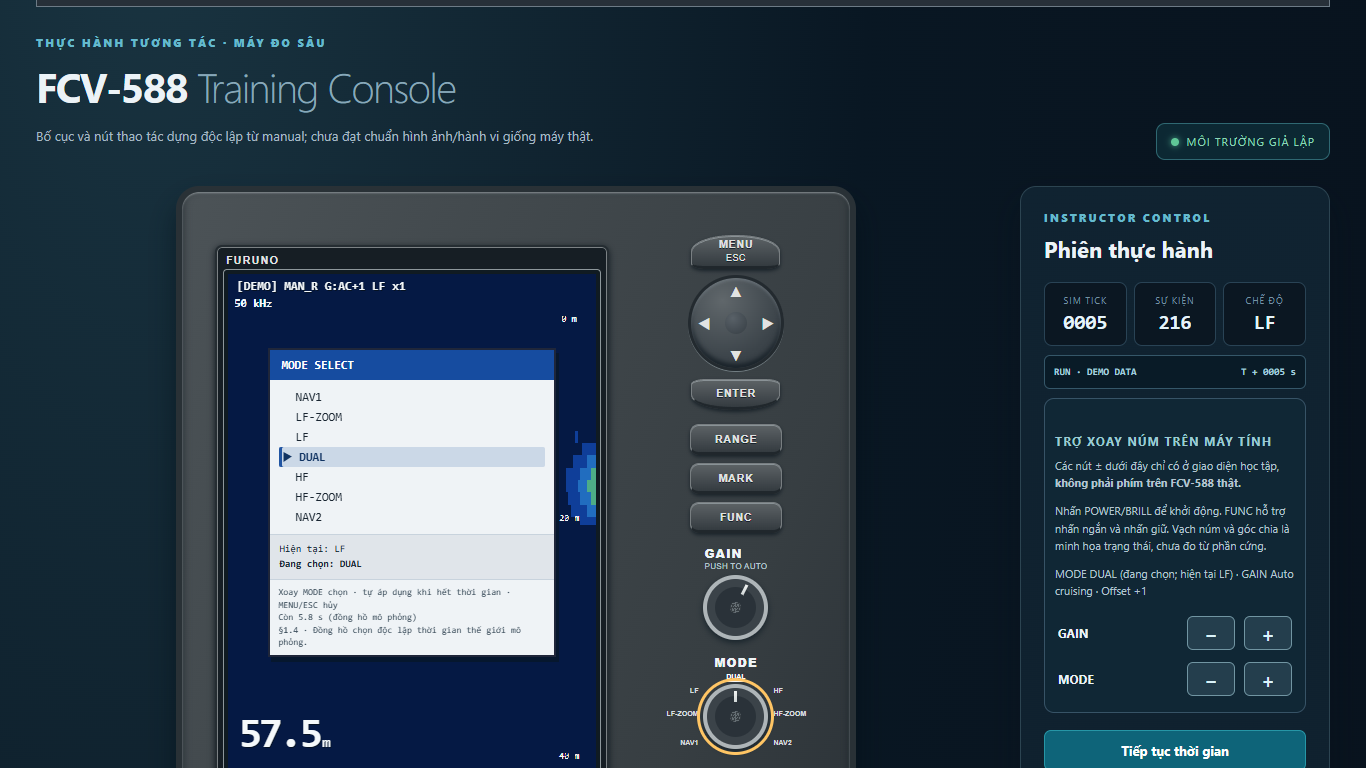 THỰC HÀNH TƯƠNG TÁC · MÁY ĐO SÂU
FCV-588 Training Console
Bố cục và nút thao tác dựng độc lập từ manual; chưa đạt chuẩn hình ảnh/hành vi giống máy thật.
MÔI TRƯỜNG GIẢ LẬP
FURUNO
[DEMO] MAN_R G:AC+1 LF x1
50 kHz
0 m
MODE SELECT
NAV1
LF-ZOOM
LF
▶ DUAL
HF
HF-ZOOM
NAV2
20 m
Hiện tại: LF
Đang chọn: DUAL
Xoay MODE chọn · tự áp dụng khi hết thời gian ·
MENU/ESC hủy
Còn 5.8 s (đồng hồ mô phỏng)
§1.4 · Đồng hồ chọn độc lập thời gian thế giới mô
phỏng.
57.5m
40 m
MENU
ESC
▲
◀ ▶
▼
ENTER
RANGE
MARK
FUNC
GAIN
PUSH TO AUTO
MODE
DUAL
LF HF
LF-ZOOM HF-ZOOM
NAV1 NAV2
INSTRUCTOR CONTROL
Phiên thực hành
SIM TICK
0005
SỰ KIỆN
216
CHẾ ĐỘ
LF
RUN · DEMO DATA T + 0005 s
TRỢ XOAY NÚM TRÊN MÁY TÍNH
Các nút ± dưới đây chỉ có ở giao diện học tập,
không phải phím trên FCV-588 thật.
Nhấn POWER/BRILL để khởi động. FUNC hỗ trợ
nhấn ngắn và nhấn giữ. Vạch núm và góc chia là
minh họa trạng thái, chưa đo từ phần cứng.
MODE DUAL (đang chọn; hiện tại LF) · GAIN Auto
cruising · Offset +1
GAIN − +
MODE − +
Tiếp tục thời gian